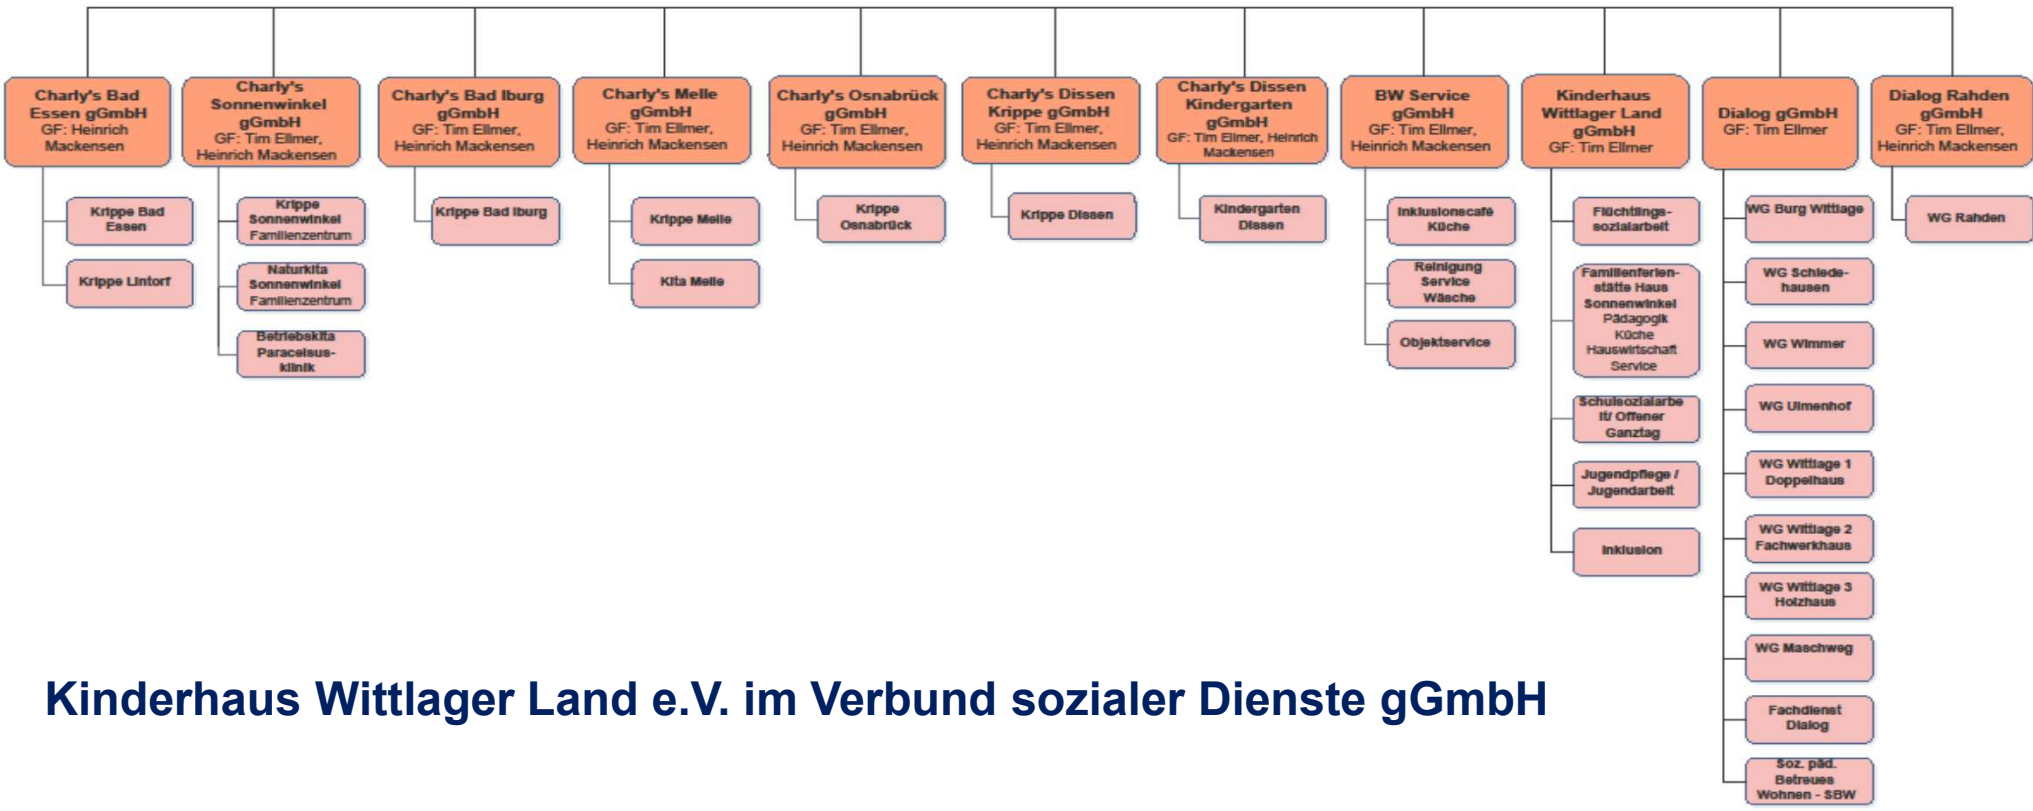 Charly's Bad
Essen gGmbH
GF: Heinrich
Mackensen
Charly's
Sonnenwinkel
gGmbH
GF: Tim Ellmer,
Heinrich Mackensen
Charly's Bad Iburg
gGmbH
GF: Tim Ellmer,
Heinrich Mackensen
Charly's Melle
gGmbH
GF: Tim Ellmer,
Heinrich Mackensen
Charly's Osnabrück
gGmbH
GF: Tim Ellmer,
Heinrich Mackensen
Charly's Dissen
Krippe gGmbH
GF: Tim Ellmer,
Heinrich Mackensen
Charly's Dissen
Kindergarten
gGmbH
GF: Tim Ellmer, Heinrich
Mackensen
BW Service
gGmbH
GF: Tim Ellmer,
Heinrich Mackensen
Kinderhaus
Wittlager Land
gGmbH
GF: Tim Ellmer
Dialog gGmbH
GF: Tim Ellmer
Dialog Rahden
gGmbH
GF: Tim Ellmer,
Heinrich Mackensen
Krippe Bad
Essen
Krippe Lintorf
Krippe
Sonnenwinkel
Familienzentrum
Naturkita
Sonnenwinkel
Familienzentrum
Betriebskita
Paracelsus-
klinik
Krippe Bad Iburg
Krippe Melle
Kita Melle
Krippe
Osnabrück
Krippe Dissen
Kindergarten
Dissen
Inklusionscafé
Küche
Reinigung
Service
Wäsche
Objektservice
Flüchtlings-
sozialarbeit
Familienferien-
stätte Haus
Sonnenwinkel
Pädagogik
Küche
Hauswirtschaft
Service
Schulsozialarbe
it/ Offener
Ganztag
Jugendpflege /
Jugendarbeit
Inklusion
WG Burg Wittlage
WG Schlede-
hausen
WG Wimmer
WG Ulmenhof
WG Wittlage 1
Doppelhaus
WG Wittlage 2
Fachwerkhaus
WG Wittlage 3
Holzhaus
WG Maschweg
Fachdienst
Dialog
Soz. päd.
Betreues
Wohnen - SBW
WG Rahden
Kinderhaus Wittlager Land e.V. im Verbund sozialer Dienste gGmbH